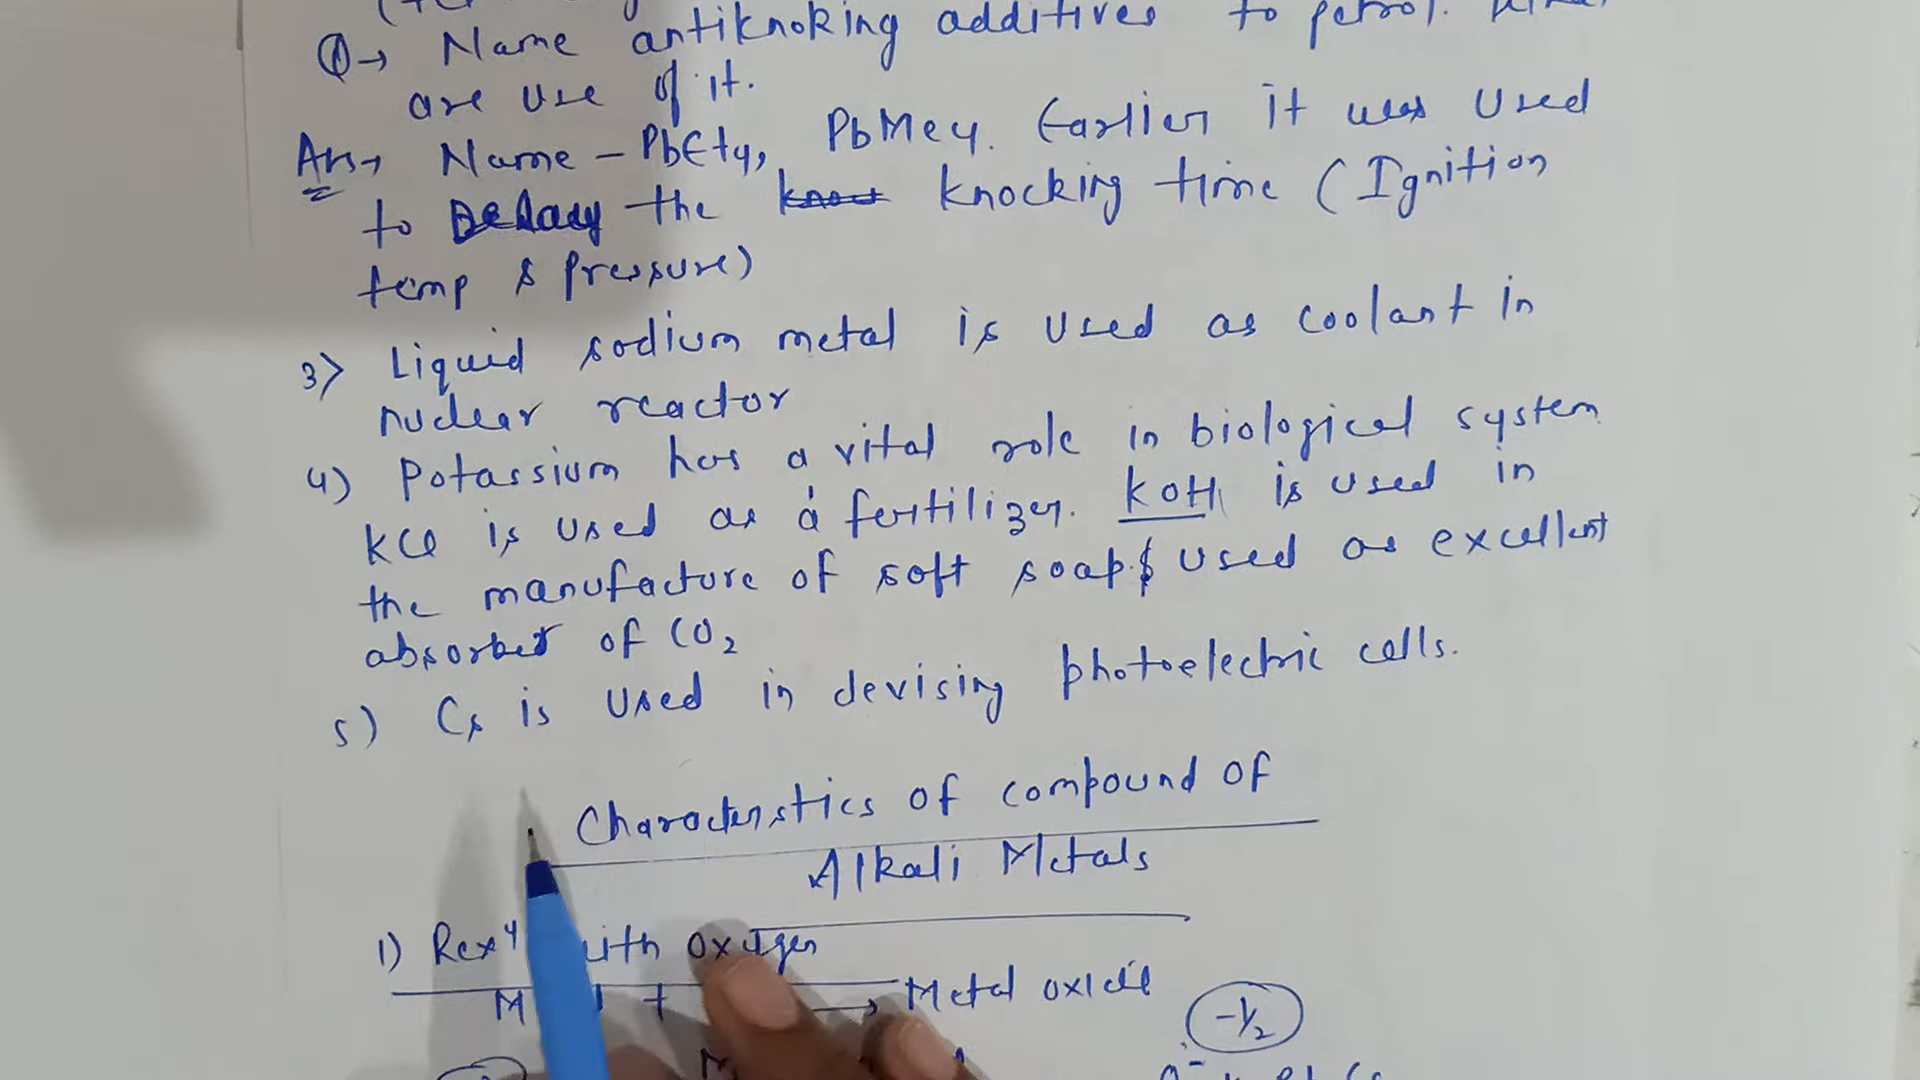 Q→ Name antiknoking additives to petrol.
are use of it.
Ans→ Name – PbEt4, PbMe4. Earlier it was used
to Delay the knocking time (Ignition
temp & Pressure)
3) Liquid sodium metal is used as coolant in
nuclear reactor
4) Potassium has a vital role in biological system
KCl is used as a fertilizer. KOH is used in
the manufacture of soft soap & used as excellent
absorber of CO2
5) Cs is used in devising photoelectric cells.
Characterstics of compound of
Alkali Metals
1) Rex4 with oxygen
+ → Metal oxide
-1/2